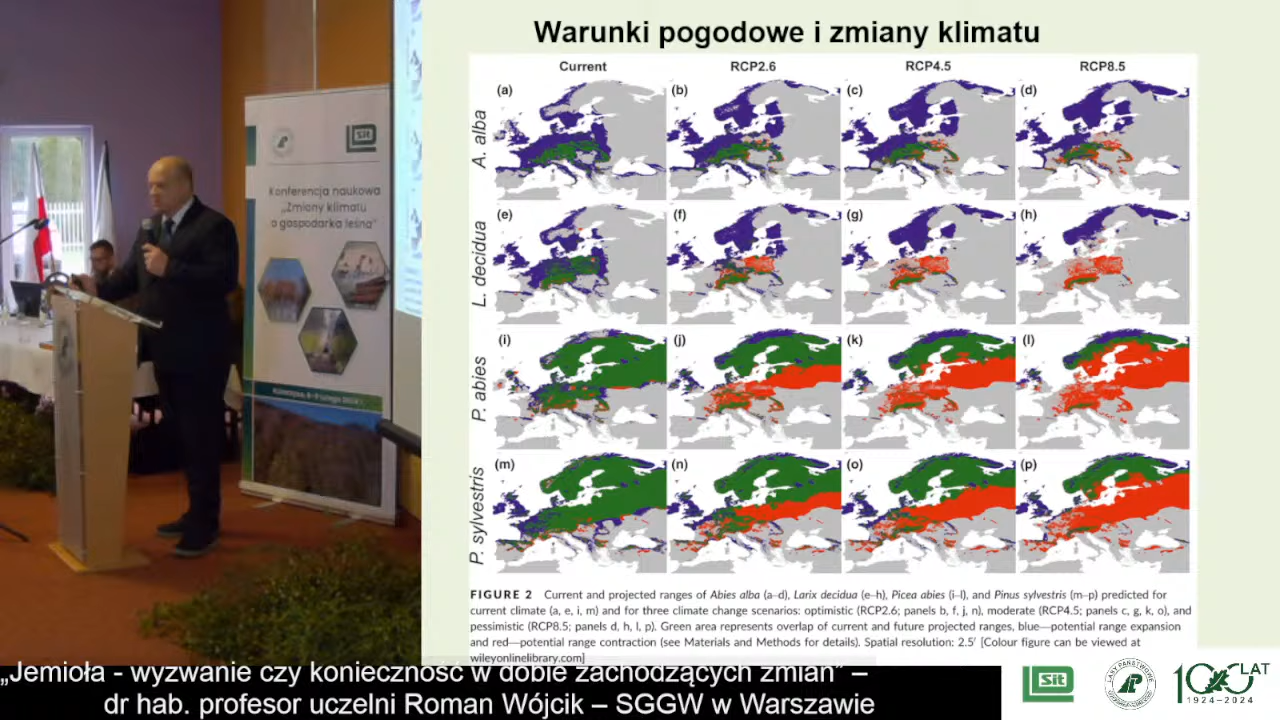 Warunki pogodowe i zmiany klimatu
Current RCP2.6 RCP4.5 RCP8.5
(a) (b) (c) (d)
A. alba
(e) (f) (g) (h)
L. decidua
(i) (j) (k) (l)
P. abies
(m) (n) (o) (p)
P. sylvestris
FIGURE 2 Current and projected ranges of Abies alba (a–d), Larix decidua (e–h), Picea abies (i–l), and Pinus sylvestris (m–p) predicted for
current climate (a, e, i, m) and for three climate change scenarios: optimistic (RCP2.6; panels b, f, j, n), moderate (RCP4.5; panels c, g, k, o), and
pessimistic (RCP8.5; panels d, h, l, p). Green area represents overlap of current and future projected ranges, blue—potential range expansion
and red—potential range contraction (see Materials and Methods for details). Spatial resolution: 2.5′ [Colour figure can be viewed at
wileyonlinelibrary.com]
Sit
Konferencja naukowa
„Zmiany klimatu
a gospodarka leśna"
„Jemioła - wyzwanie czy konieczność w dobie zachodzących zmian” –
dr hab. profesor uczelni Roman Wójcik – SGGW w Warszawie
Sit
LASY PAŃSTWOWE
100 LAT
1924-2024